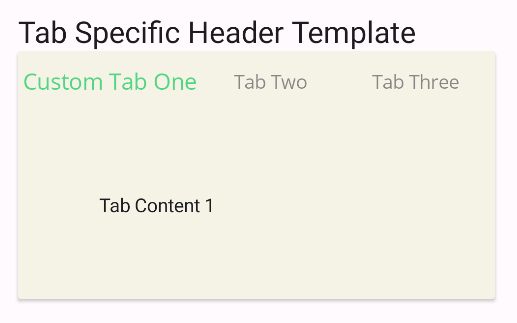 Tab Specific Header Template
Custom Tab One Tab Two Tab Three
Tab Content 1